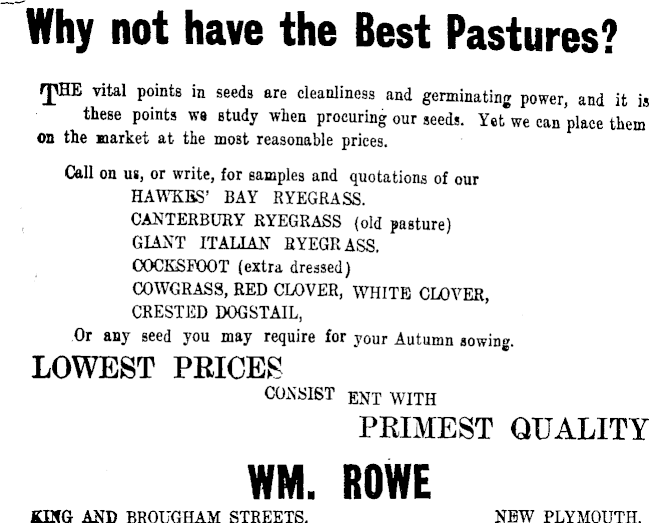 Why not have the Best Pastures?
THE vital points in seeds are cleanliness and germinating power, and it is
these points we study when procuring our seeds. Yet we can place them
on the market at the most reasonable prices.
Call on us, or write, for samples and quotations of our
HAWKES' BAY RYEGRASS.
CANTERBURY RYEGRASS (old pasture)
GIANT ITALIAN RYEGRASS.
COCKSFOOT (extra dressed)
COWGRASS, RED CLOVER, WHITE CLOVER,
CRESTED DOGSTAIL,
Or any seed you may require for your Autumn sowing.
LOWEST PRICES
CONSIST ENT WITH
PRIMEST QUALITY
WM. ROWE
KING AND BROUGHAM STREETS, NEW PLYMOUTH.